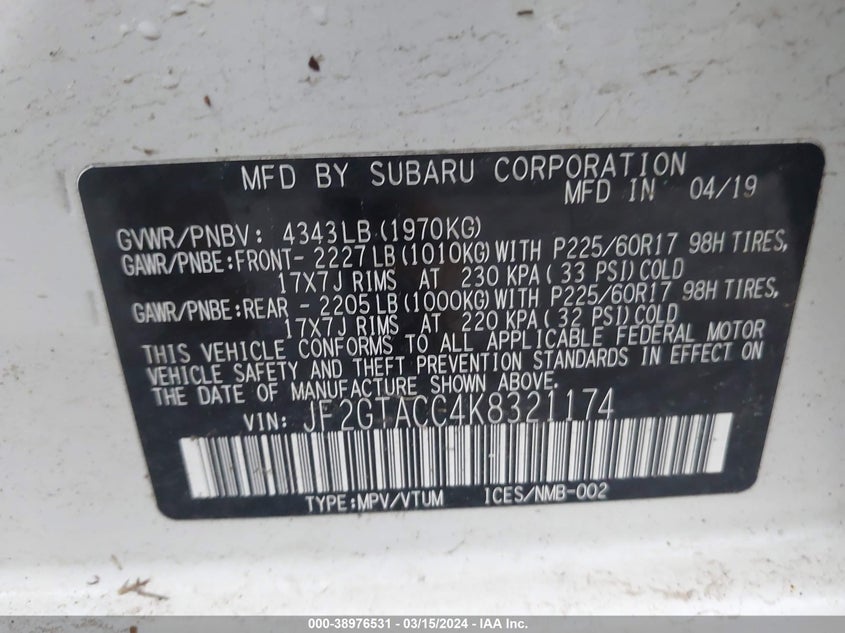 MFD BY SUBARU CORPORATION
MFD IN 04/19
GVWR/PNBV: 4343LB(1970KG)
GAWR/PNBE:FRONT- 2227LB(1010KG)WITH P225/60R17 98H TIRES,
17X7J RIMS AT 230 KPA( 33 PSI)COLD
GAWR/PNBE:REAR - 2205LB(1000KG)WITH P225/60R17 98H TIRES,
17X7J RIMS AT 220 KPA( 32 PSI)COLD
THIS VEHICLE CONFORMS TO ALL APPLICABLE FEDERAL MOTOR
VEHICLE SAFETY AND THEFT PREVENTION STANDARDS IN EFFECT ON
THE DATE OF MANUFACTURE SHOWN ABOVE.
VIN: JF2GTACC4K8321174
TYPE:MPV/VTUM ICES/NMB-002
000-38976531 - 03/15/2024 - IAA Inc.